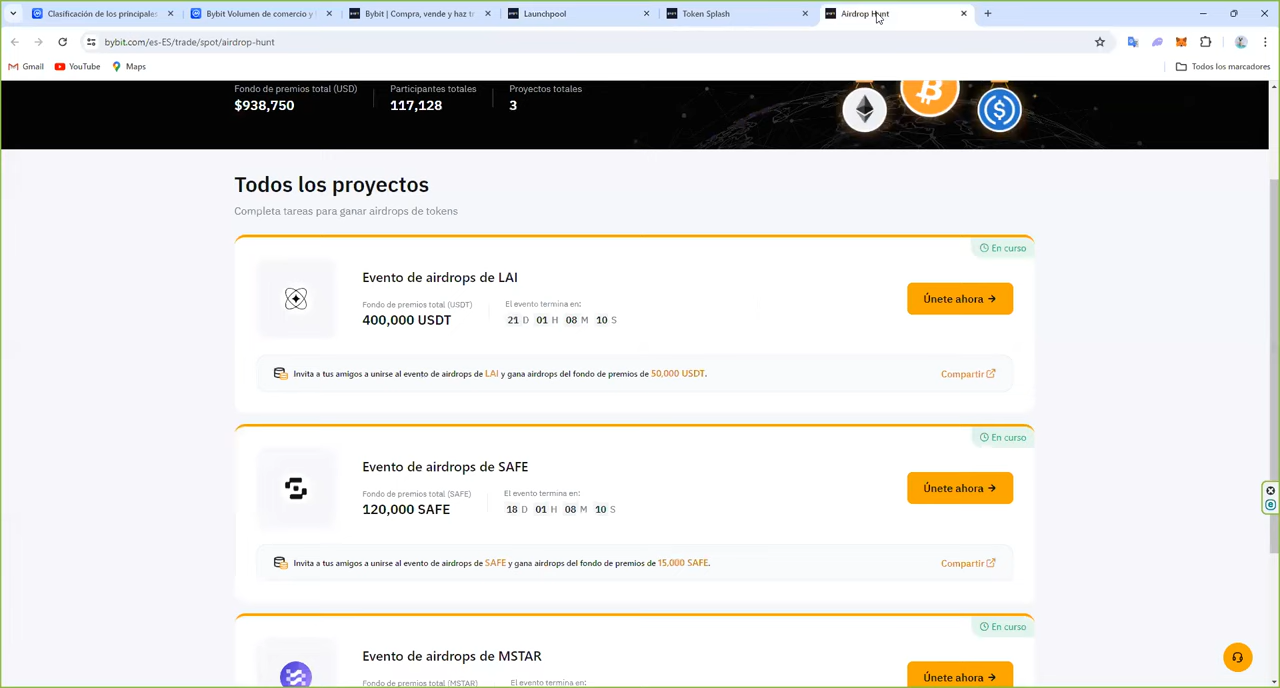 Clasificación de los principales
Bybit Volumen de comercio y
Bybit | Compra, vende y haz t
Launchpool
Token Splash
Airdrop Hunt
bybit.com/es-ES/trade/spot/airdrop-hunt
Gmail
YouTube
Maps
Todos los marcadores
Fondo de premios total (USD)
Participantes totales
Proyectos totales
$938,750
117,128
3
Todos los proyectos
Completa tareas para ganar airdrops de tokens
En curso
Evento de airdrops de LAI
Fondo de premios total (USDT)
El evento termina en:
400,000 USDT
21 D 01 H 08 M 10 S
Únete ahora →
Invita a tus amigos a unirse al evento de airdrops de LAI y gana airdrops del fondo de premios de 50,000 USDT.
Compartir
En curso
Evento de airdrops de SAFE
Fondo de premios total (SAFE)
El evento termina en:
120,000 SAFE
18 D 01 H 08 M 10 S
Únete ahora →
Invita a tus amigos a unirse al evento de airdrops de SAFE y gana airdrops del fondo de premios de 15,000 SAFE.
Compartir
En curso
Evento de airdrops de MSTAR
Fondo de premios total (MSTAR)
El evento termina en:
Únete ahora →